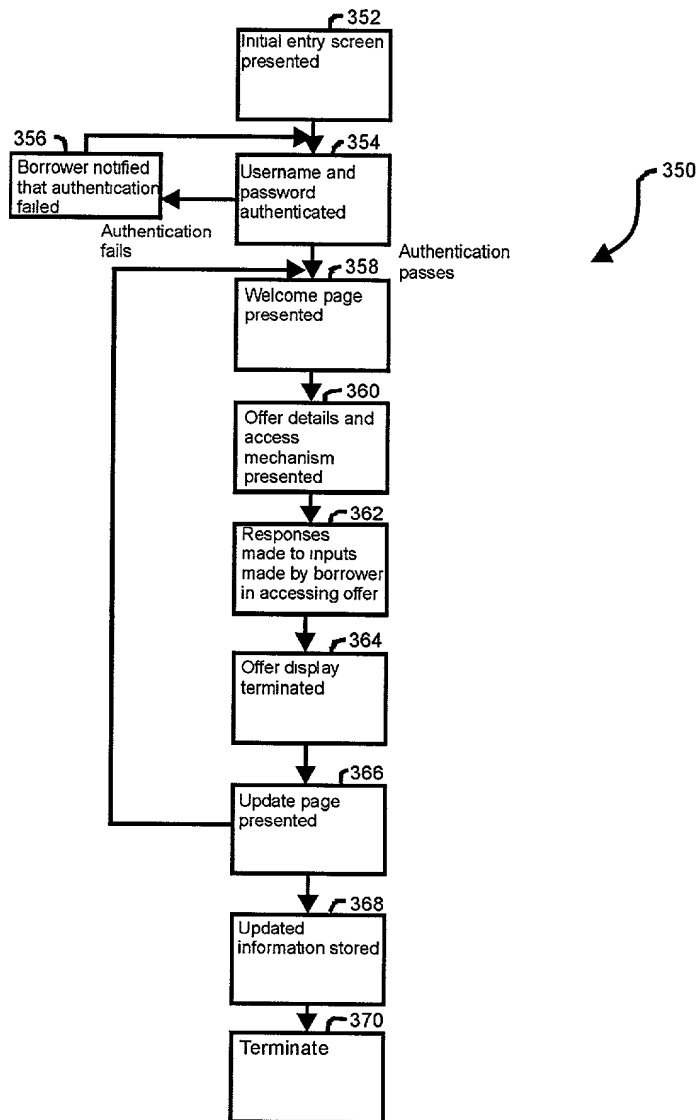 352
Initial entry screen
presented
356
Borrower notified
that authentication
failed
354
Username and
password
authenticated
350
Authentication
fails
Authentication
passes
358
Welcome page
presented
360
Offer details and
access
mechanism
presented
362
Responses
made to inputs
made by borrower
in accessing offer
364
Offer display
terminated
366
Update page
presented
368
Updated
information stored
370
Terminate